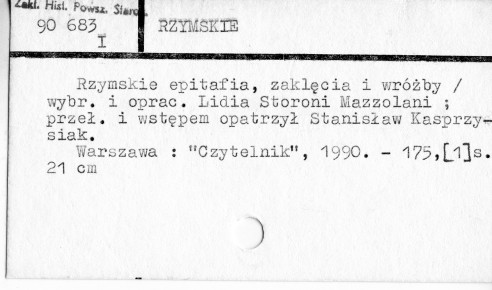 Zakł. Hist. Powsz. Staroż.
90 683 RZYMSKIE
I
Rzymskie epitafia, zaklęcia i wróżby /
wybr. i oprac. Lidia Storoni Mazzolani ;
przeł. i wstępem opatrzył Stanisław Kasprzy-
siak.
Warszawa : "Czytelnik", 1990. - 175,[1]s.
21 cm